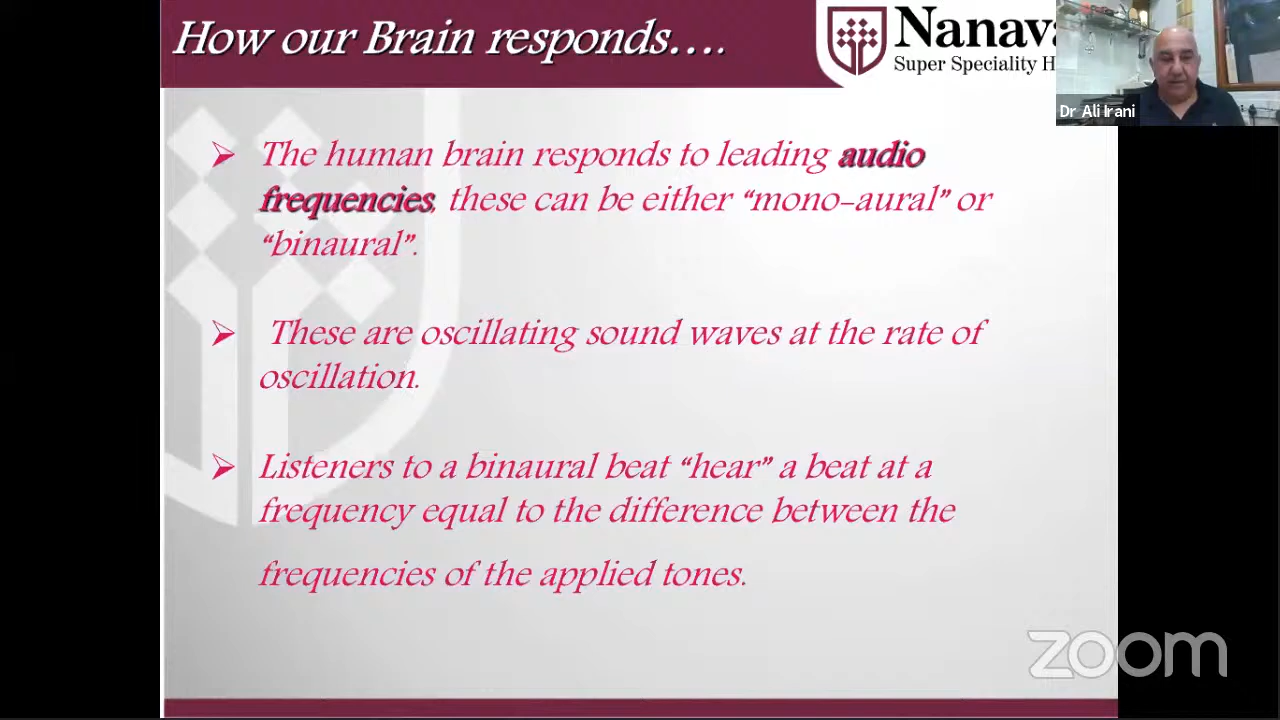 How our Brain responds….
Super Speciality
Dr Ali Irani
➢ The human brain responds to leading audio
frequencies, these can be either “mono-aural” or
“binaural”.
➢ These are oscillating sound waves at the rate of
oscillation.
➢ Listeners to a binaural beat “hear” a beat at a
frequency equal to the difference between the
frequencies of the applied tones.
zoom